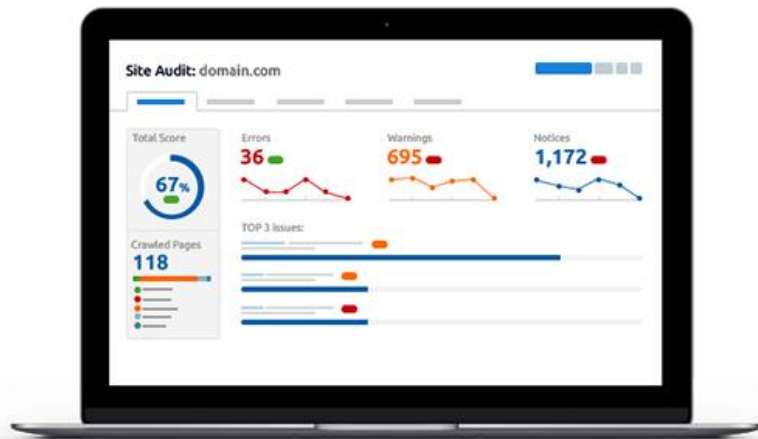 Site Audit: domain.com
Total Score
67%
Crawled Pages
118
Errors
36
Warnings
695
Notices
1,172
TOP 3 issues: